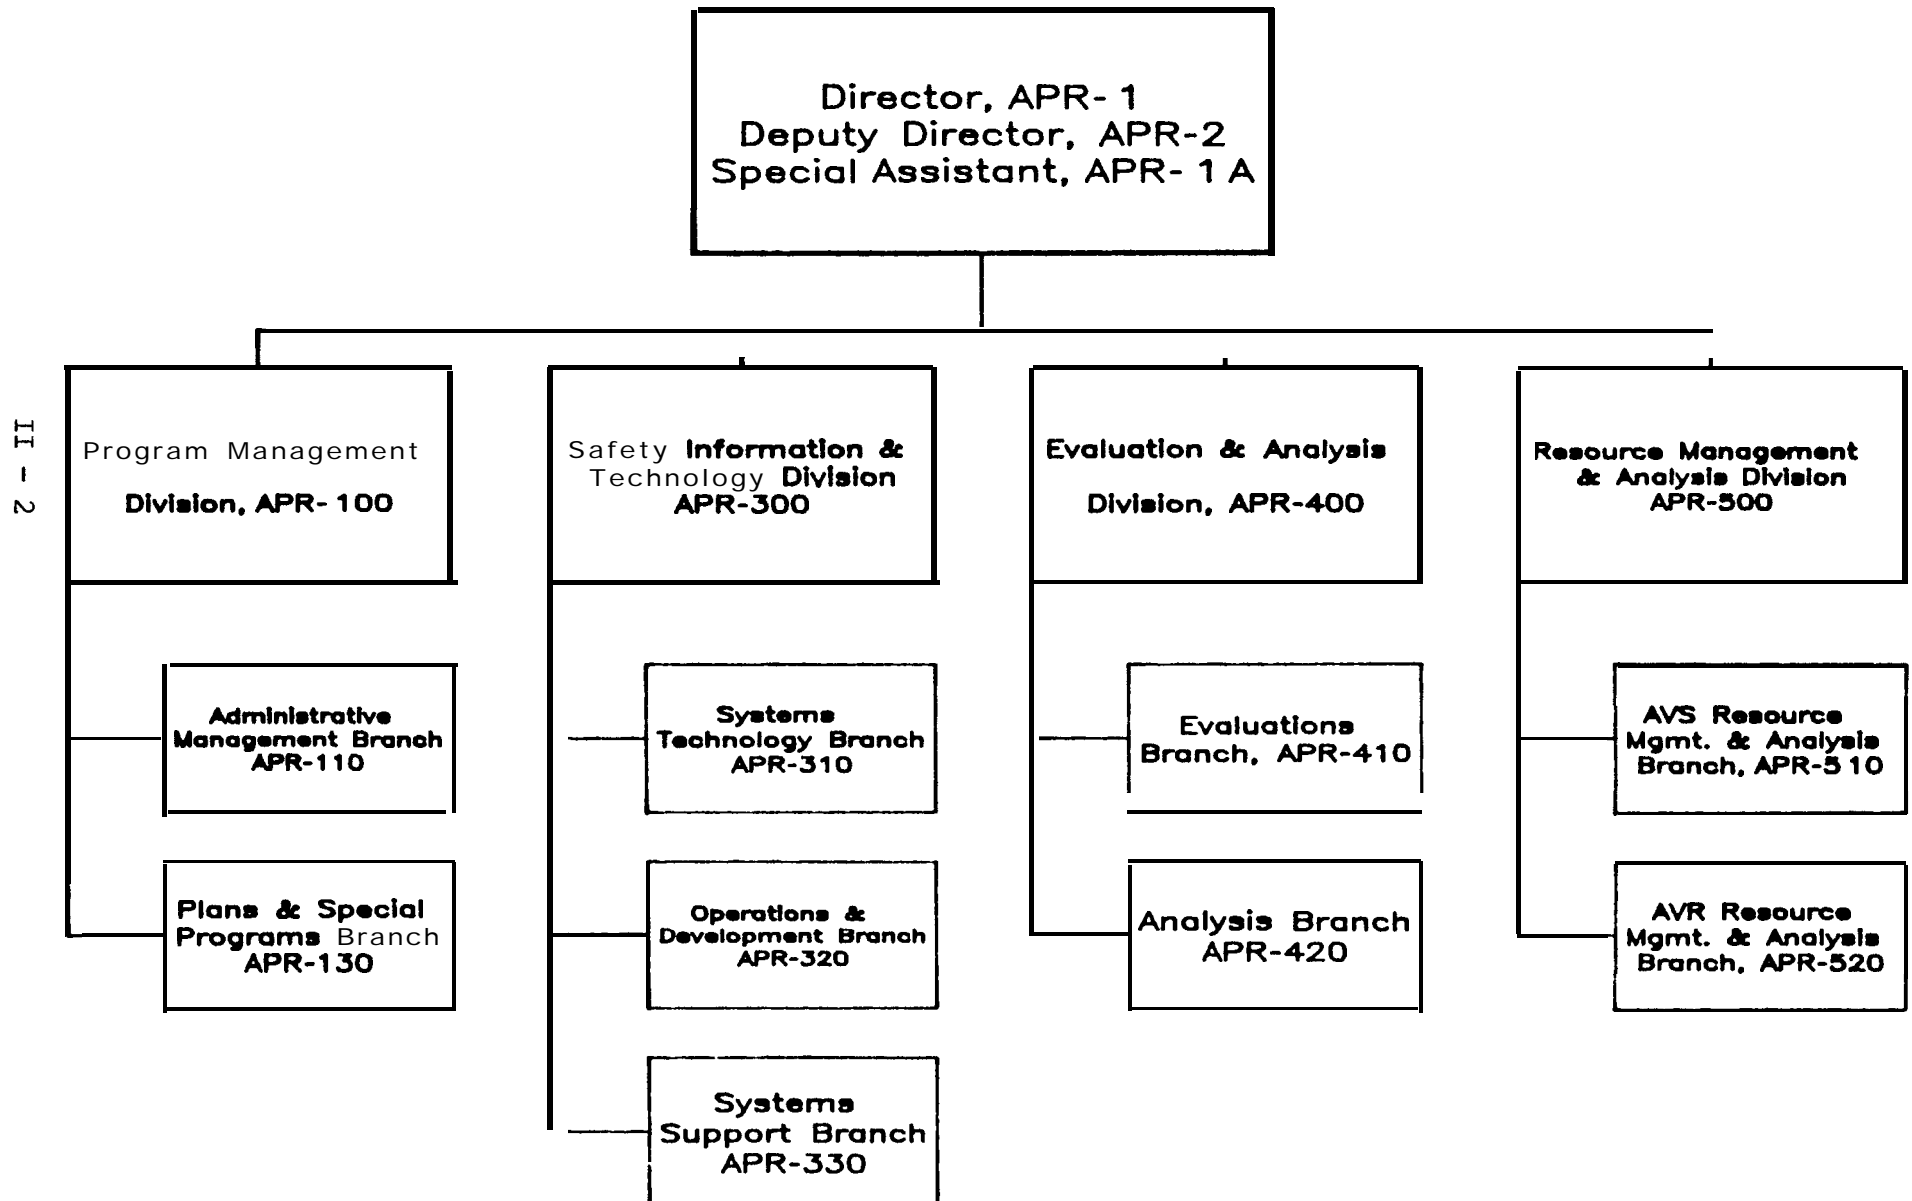 Director, APR- 1
Deputy Director, APR-2
Special Assistant, APR- 1 A
II - 2
Program Management
Division, APR- 100
Safety Information &
Technology Division
APR-300
Evaluation & Analysis
Division, APR-400
Resource Management
& Analysis Division
APR-500
Administrative
Management Branch
APR-110
Plans & Special
Programs Branch
APR-130
Systems
Technology Branch
APR-310
Operations &
Development Branch
APR-320
Systems
Support Branch
APR-330
Evaluations
Branch, APR-410
Analysis Branch
APR-420
AVS Resource
Mgmt. & Analysis
Branch, APR-5 10
AVR Resource
Mgmt. & Analysis
Branch, APR-520